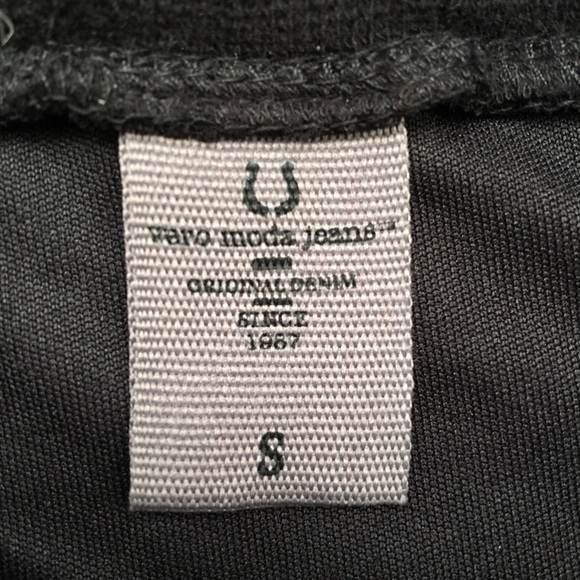 vero moda jeans™
ORIGINAL DENIM
SINCE
1987
S